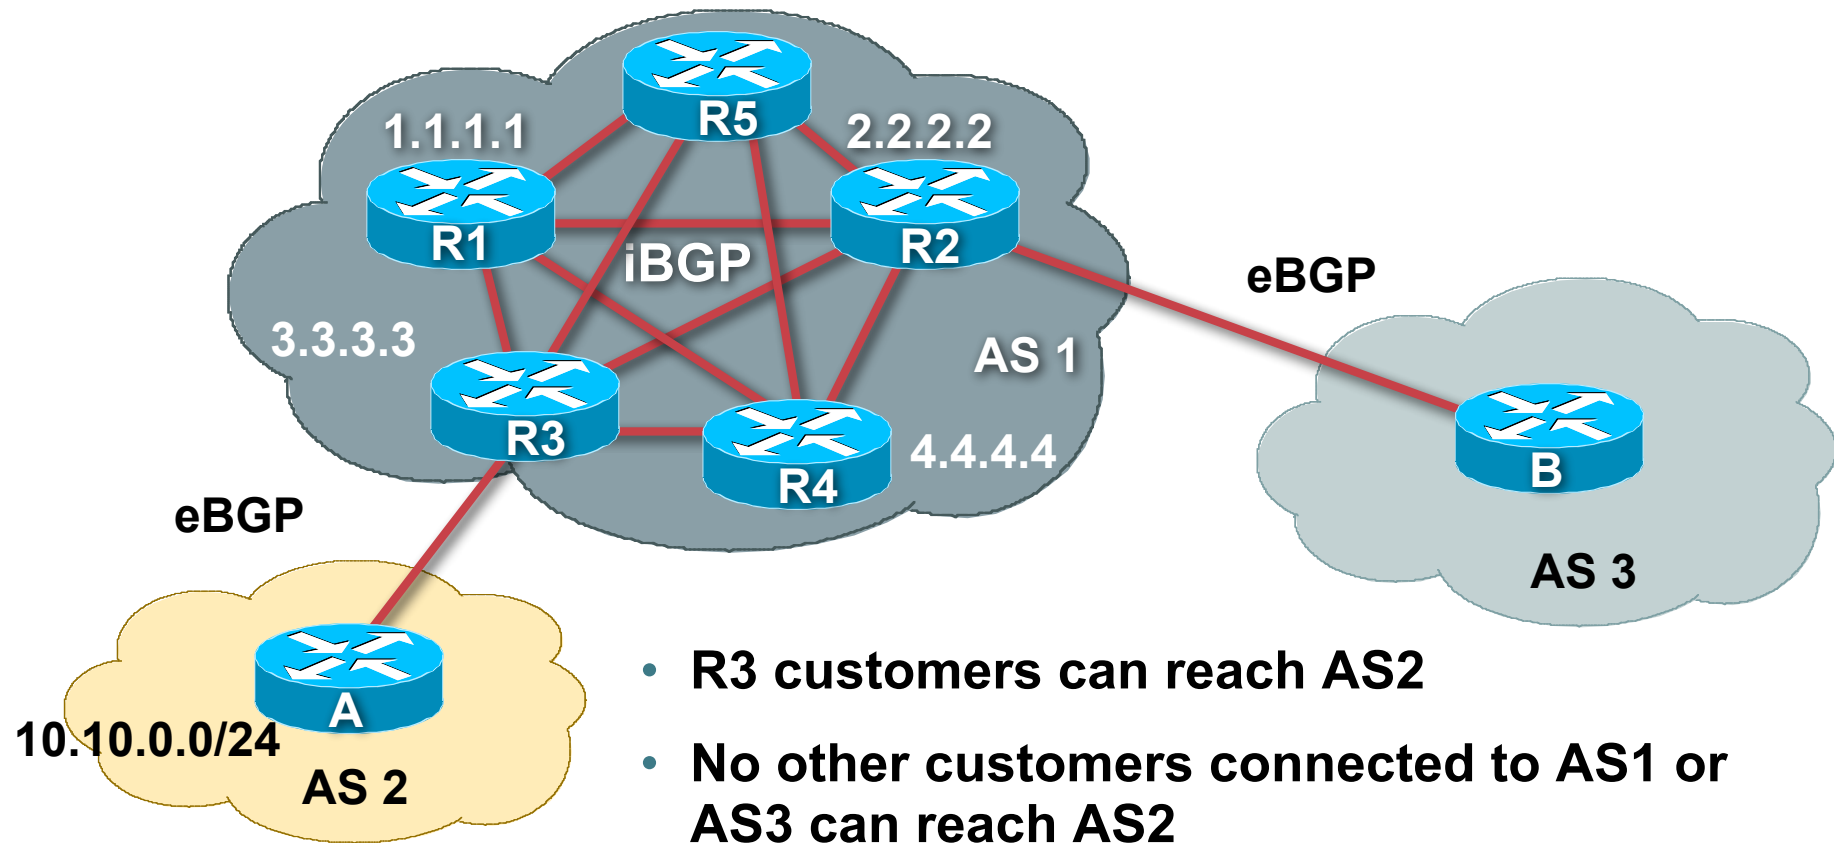 R5
1.1.1.1
2.2.2.2
R1
R2
iBGP
eBGP
3.3.3.3
AS 1
R3
4.4.4.4
R4
B
eBGP
AS 3
A
10.10.0.0/24
AS 2
• R3 customers can reach AS2
• No other customers connected to AS1 or
AS3 can reach AS2